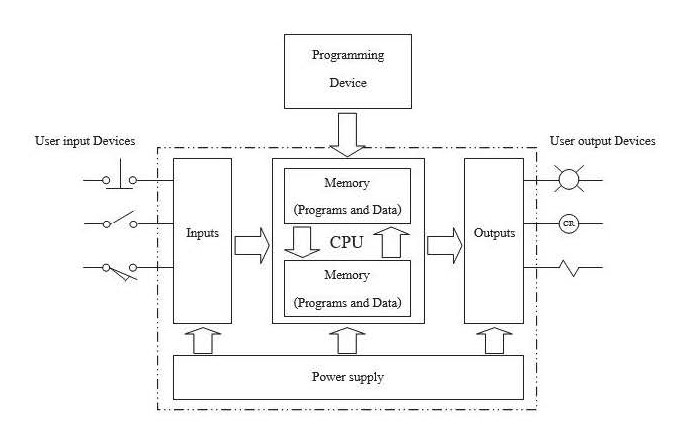 Programming
Device
User input Devices
User output Devices
Memory
(Programs and Data)
Inputs
CPU
Outputs
CR
Memory
(Programs and Data)
Power supply